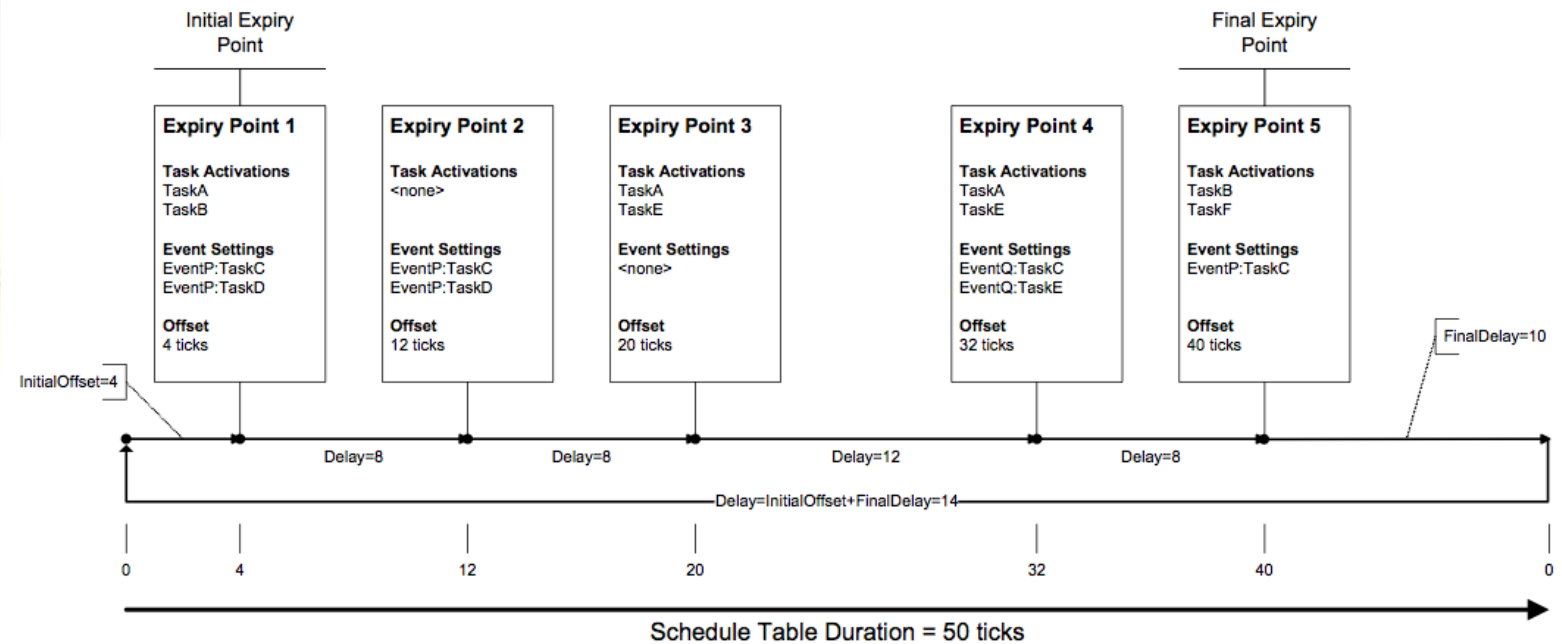 Initial Expiry
Point
Final Expiry
Point
Expiry Point 1
Task Activations
TaskA
TaskB
Event Settings
EventP:TaskC
EventP:TaskD
Offset
4 ticks
Expiry Point 2
Task Activations
<none>
Event Settings
EventP:TaskC
EventP:TaskD
Offset
12 ticks
Expiry Point 3
Task Activations
TaskA
TaskE
Event Settings
<none>
Offset
20 ticks
Expiry Point 4
Task Activations
TaskA
TaskE
Event Settings
EventQ:TaskC
EventQ:TaskE
Offset
32 ticks
Expiry Point 5
Task Activations
TaskB
TaskF
Event Settings
EventP:TaskC
Offset
40 ticks
InitialOffset=4
FinalDelay=10
Delay=8
Delay=8
Delay=12
Delay=8
Delay=InitialOffset+FinalDelay=14
0
4
12
20
32
40
0
Schedule Table Duration = 50 ticks